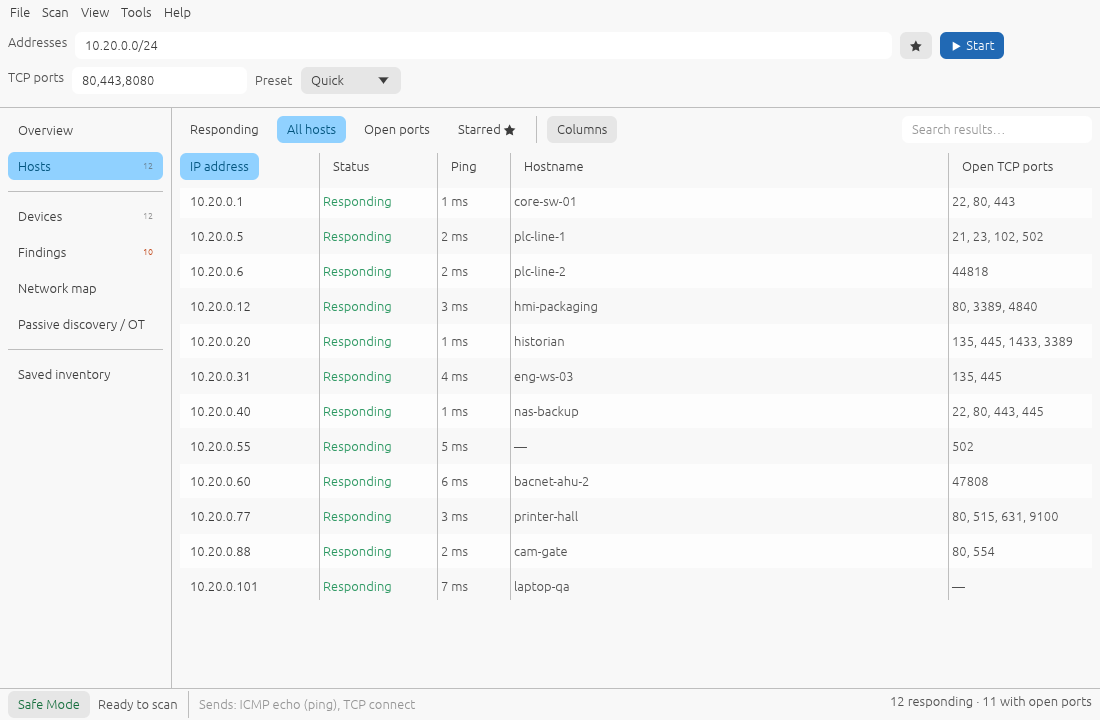 File Scan View Tools Help
Addresses 10.20.0.0/24 ★ ▶ Start
TCP ports 80,443,8080 Preset Quick ▼
Overview
Hosts 12
Devices 12
Findings 10
Network map
Passive discovery / OT
Saved inventory
Responding All hosts Open ports Starred ★ Columns Search results...
IP address Status Ping Hostname Open TCP ports
10.20.0.1 Responding 1 ms core-sw-01 22, 80, 443
10.20.0.5 Responding 2 ms plc-line-1 21, 23, 102, 502
10.20.0.6 Responding 2 ms plc-line-2 44818
10.20.0.12 Responding 3 ms hmi-packaging 80, 3389, 4840
10.20.0.20 Responding 1 ms historian 135, 445, 1433, 3389
10.20.0.31 Responding 4 ms eng-ws-03 135, 445
10.20.0.40 Responding 1 ms nas-backup 22, 80, 443, 445
10.20.0.55 Responding 5 ms — 502
10.20.0.60 Responding 6 ms bacnet-ahu-2 47808
10.20.0.77 Responding 3 ms printer-hall 80, 515, 631, 9100
10.20.0.88 Responding 2 ms cam-gate 80, 554
10.20.0.101 Responding 7 ms laptop-qa —
Safe Mode Ready to scan Sends: ICMP echo (ping), TCP connect 12 responding · 11 with open ports